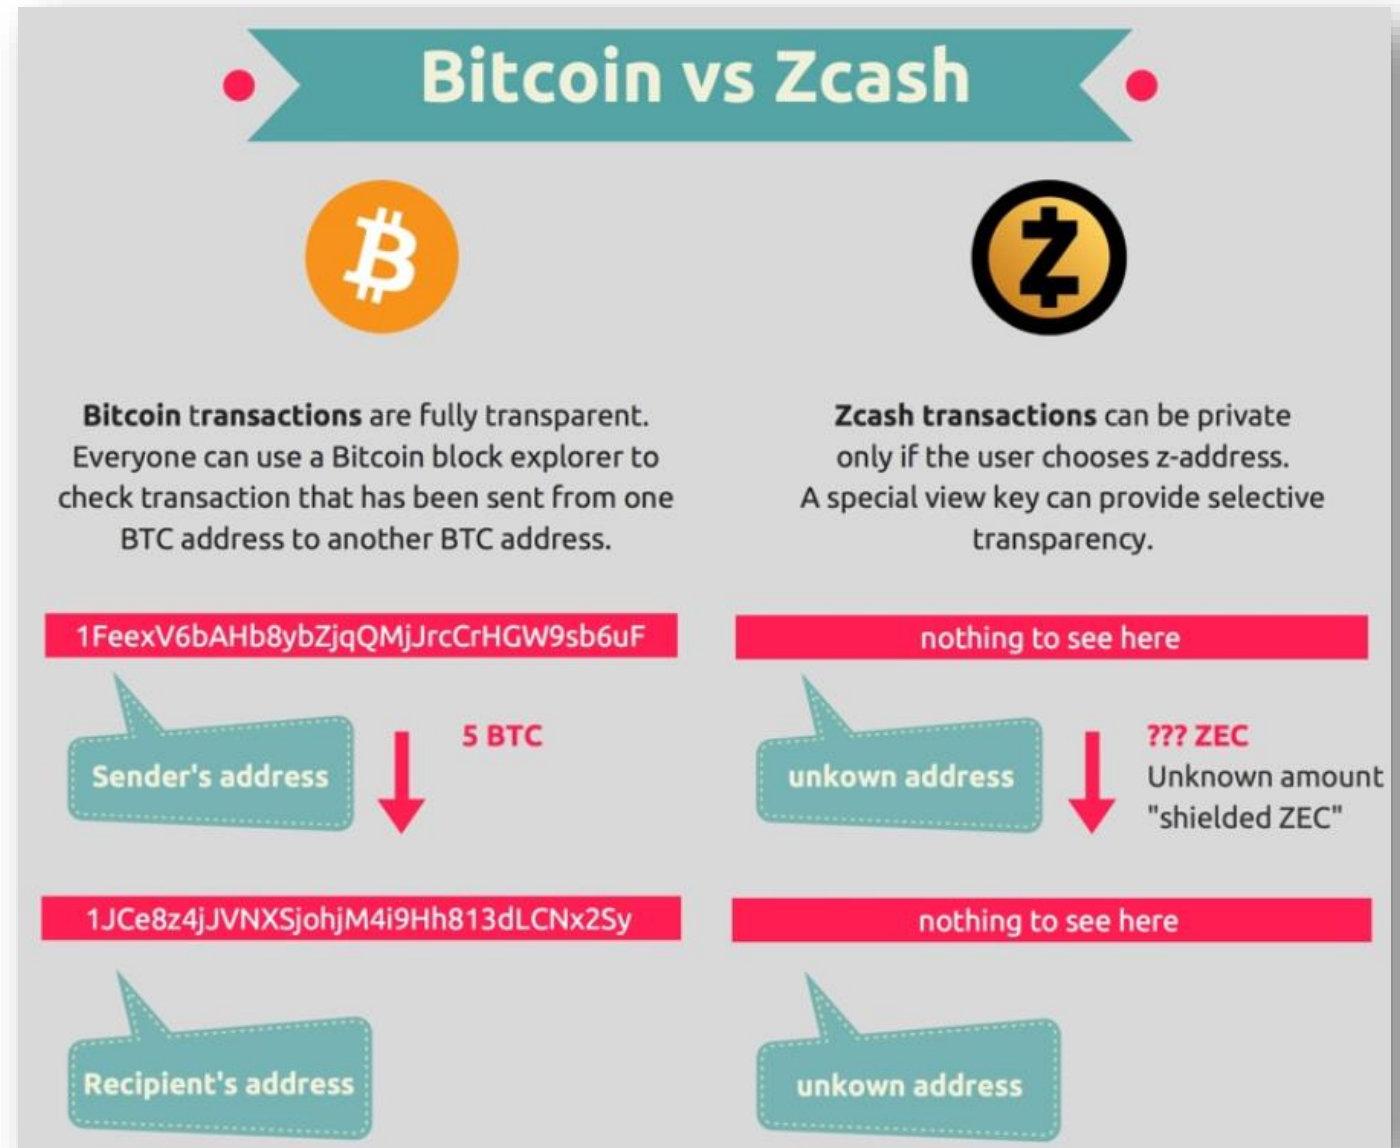 Bitcoin vs Zcash
Bitcoin transactions are fully transparent.
Everyone can use a Bitcoin block explorer to
check transaction that has been sent from one
BTC address to another BTC address.
1FeexV6bAHb8ybZjqQMjJrcCrHGW9sb6uF
Sender's address
5 BTC
1JCe8z4jJVNXSjohjM4i9Hh813dLCNx2Sy
Recipient's address
Zcash transactions can be private
only if the user chooses z-address.
A special view key can provide selective
transparency.
nothing to see here
unkown address
??? ZEC
Unknown amount
"shielded ZEC"
nothing to see here
unkown address